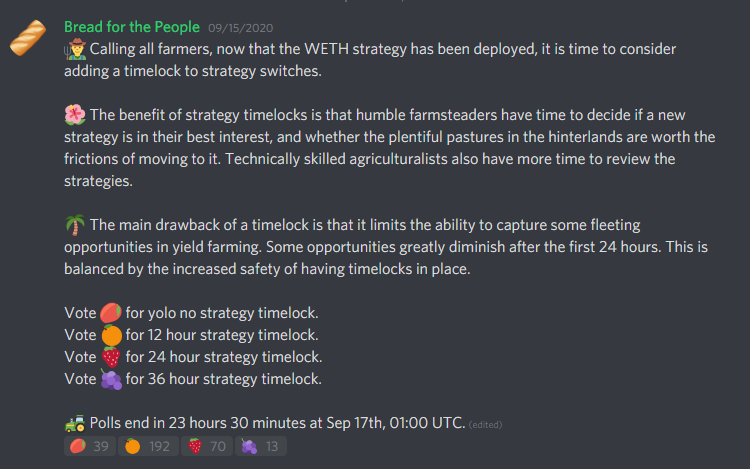 Bread for the People 09/15/2020
👨‍🌾 Calling all farmers, now that the WETH strategy has been deployed, it is time to consider
adding a timelock to strategy switches.
🌺 The benefit of strategy timelocks is that humble farmsteaders have time to decide if a new
strategy is in their best interest, and whether the plentiful pastures in the hinterlands are worth the
frictions of moving to it. Technically skilled agriculturalists also have more time to review the
strategies.
🌴 The main drawback of a timelock is that it limits the ability to capture some fleeting
opportunities in yield farming. Some opportunities greatly diminish after the first 24 hours. This is
balanced by the increased safety of having timelocks in place.
Vote 🥭 for yolo no strategy timelock.
Vote 🍊 for 12 hour strategy timelock.
Vote 🍓 for 24 hour strategy timelock.
Vote 🍇 for 36 hour strategy timelock.
🚜 Polls end in 23 hours 30 minutes at Sep 17th, 01:00 UTC. (edited)
🥭 39 🍊 192 🍓 70 🍇 13